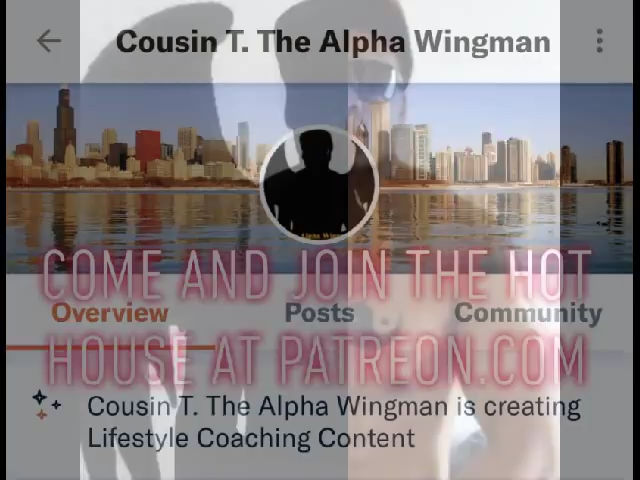 Cousin T. The Alpha Wingman
COME AND JOIN THE HOT
Overview Posts Community
HOUSE AT PATREON.COM
Cousin T. The Alpha Wingman is creating
Lifestyle Coaching Content